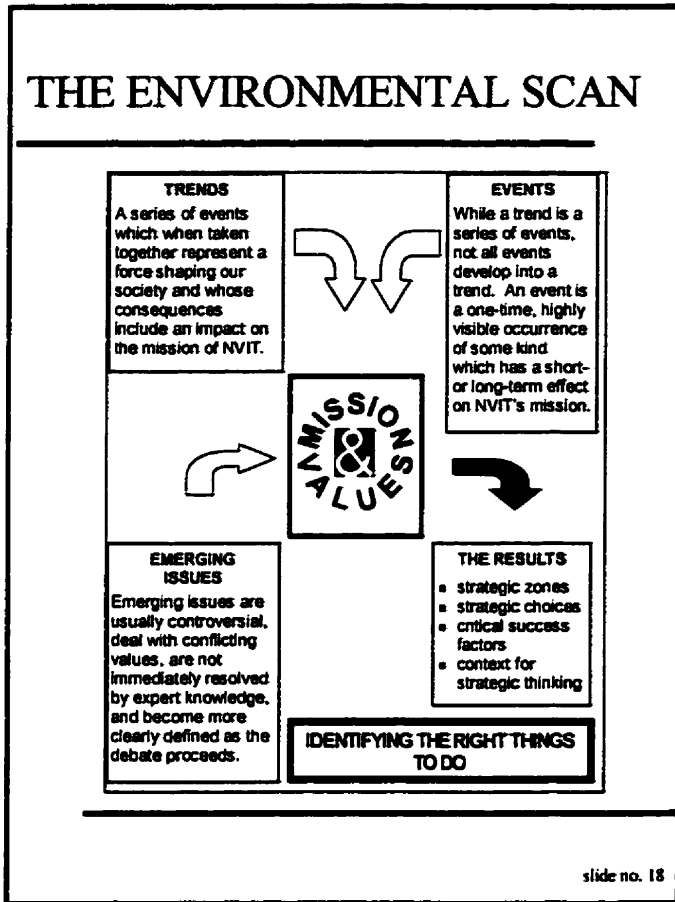 THE ENVIRONMENTAL SCAN
TRENDS
A series of events
which when taken
together represent a
force shaping our
society and whose
consequences
include an impact on
the mission of NVIT.
EVENTS
While a trend is a
series of events,
not all events
develop into a
trend. An event is
a one-time, highly
visible occurrence
of some kind
which has a short-
or long-term effect
on NVIT's mission.
MISSION
&
VALUES
EMERGING
ISSUES
Emerging issues are
usually controversial,
deal with conflicting
values, are not
immediately resolved
by expert knowledge,
and become more
clearly defined as the
debate proceeds.
THE RESULTS
▪ strategic zones
▪ strategic choices
▪ critical success
factors
▪ context for
strategic thinking
IDENTIFYING THE RIGHT THINGS
TO DO
slide no. 18